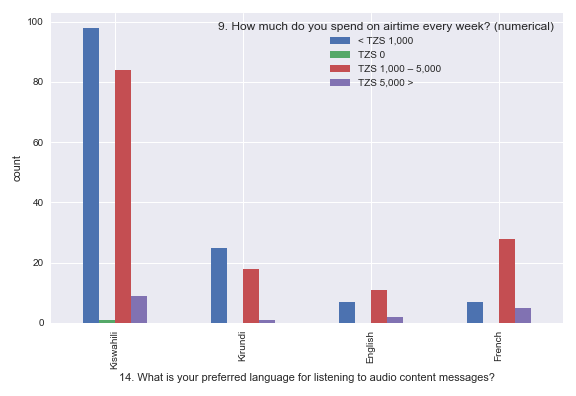 9. How much do you spend on airtime every week? (numerical)
< TZS 1,000
TZS 0
TZS 1,000 – 5,000
TZS 5,000 >
100
80
60
40
20
0
count
Kiswahili
Kirundi
English
French
14. What is your preferred language for listening to audio content messages?